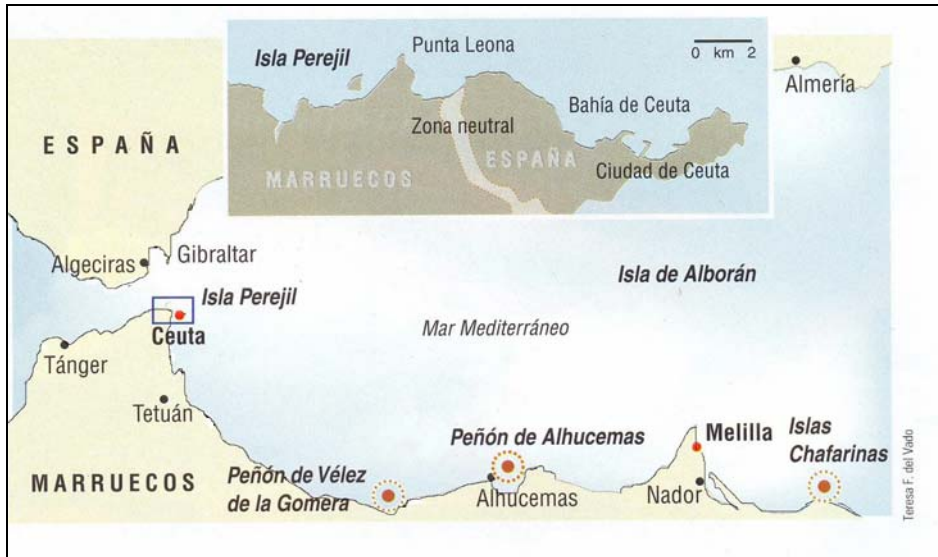 Isla Perejil
Punta Leona
0 km 2
Zona neutral
Bahía de Ceuta
MARRUECOS
ESPAÑA
Ciudad de Ceuta
Almería
ESPAÑA
Algeciras
Gibraltar
Isla Perejil
Ceuta
Tánger
Tetuán
Isla de Alborán
Mar Mediterráneo
MARRUECOS
Peñón de Vélez
de la Gomera
Peñón de Alhucemas
Alhucemas
Melilla
Nador
Islas
Chafarinas
Teresa F. del Vado